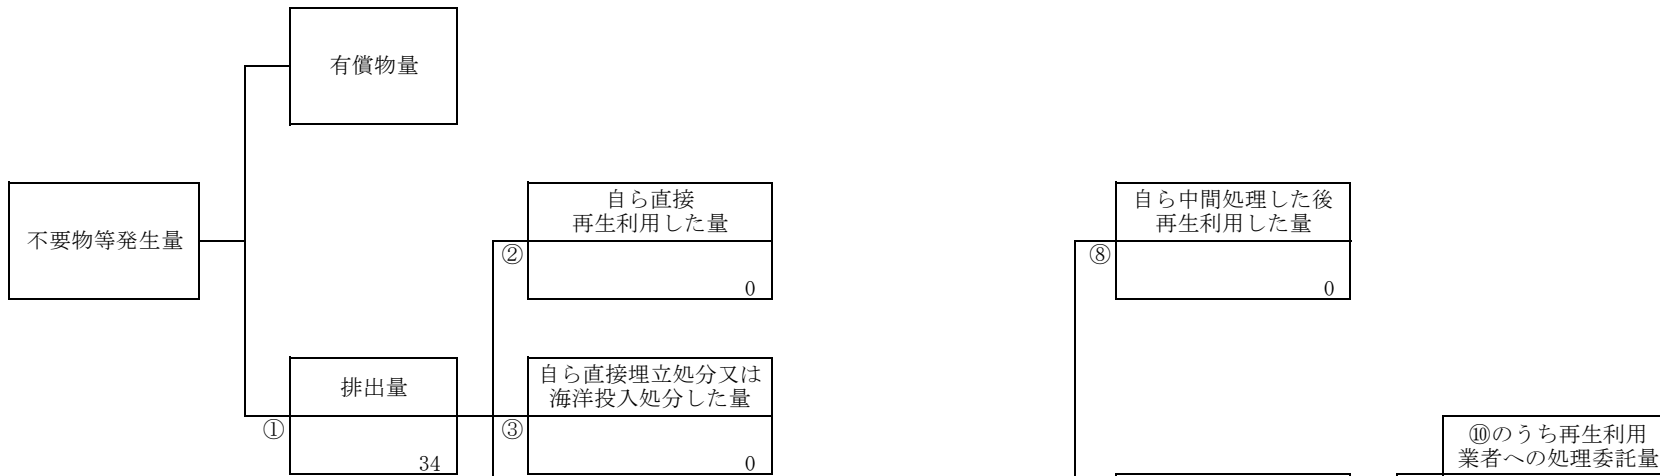 有償物量
不要物等発生量
自ら直接
再生利用した量
②
0
自ら中間処理した後
再生利用した量
⑧
0
排出量
①
34
自ら直接埋立処分又は
海洋投入処分した量
③
0
⑩のうち再生利用
業者への処理委託量